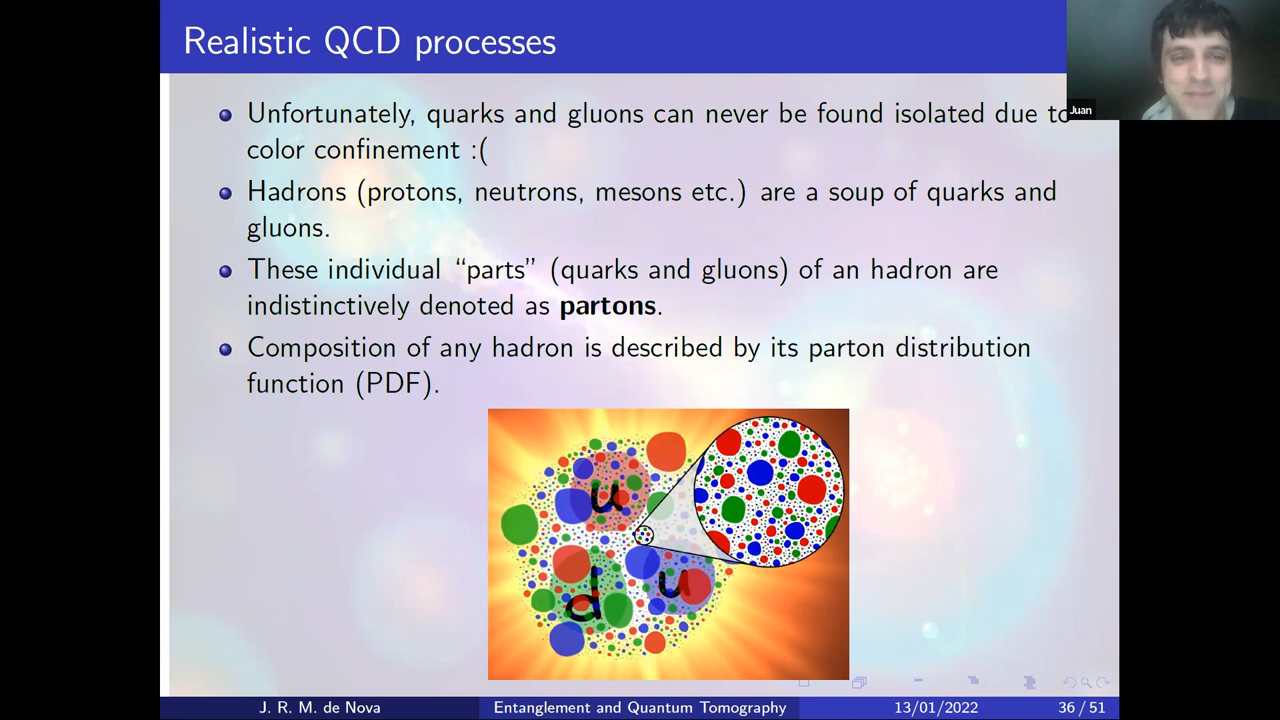 Realistic QCD processes
Juan
Unfortunately, quarks and gluons can never be found isolated due to
color confinement :(
Hadrons (protons, neutrons, mesons etc.) are a soup of quarks and
gluons.
These individual “parts” (quarks and gluons) of an hadron are
indistinctively denoted as partons.
Composition of any hadron is described by its parton distribution
function (PDF).
u
d u
J. R. M. de Nova Entanglement and Quantum Tomography 13/01/2022 36 / 51